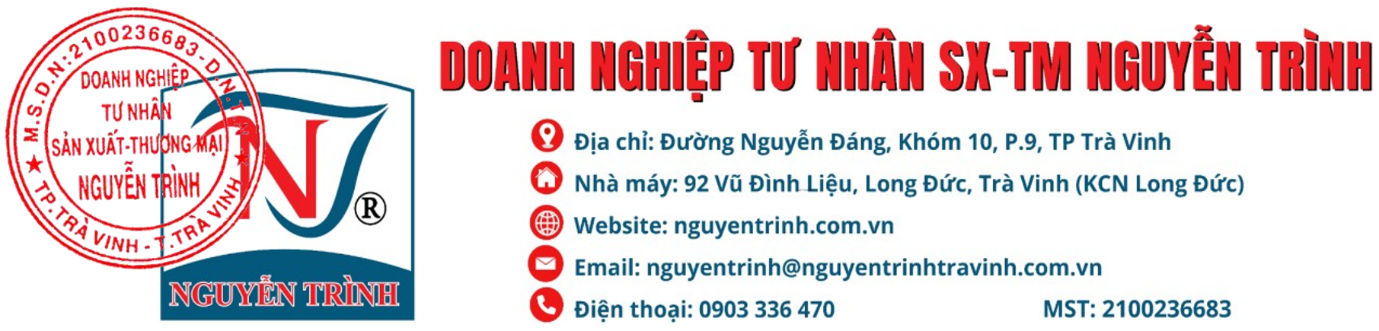 M.S.D.N:2100236683-D.N.T.N
DOANH NGHIỆP
TƯ NHÂN
SẢN XUẤT-THƯƠNG MẠI
NGUYỄN TRÌNH
TP.TRÀ VINH - T.TRÀ VINH
N
®
NGUYỄN TRÌNH
DOANH NGHIỆP TƯ NHÂN SX-TM NGUYỄN TRÌNH
Địa chỉ: Đường Nguyễn Đáng, Khóm 10, P.9, TP Trà Vinh
Nhà máy: 92 Vũ Đình Liệu, Long Đức, Trà Vinh (KCN Long Đức)
Website: nguyentrinh.com.vn
Email: nguyentrinh@nguyentrinhtravinh.com.vn
Điện thoại: 0903 336 470 MST: 2100236683